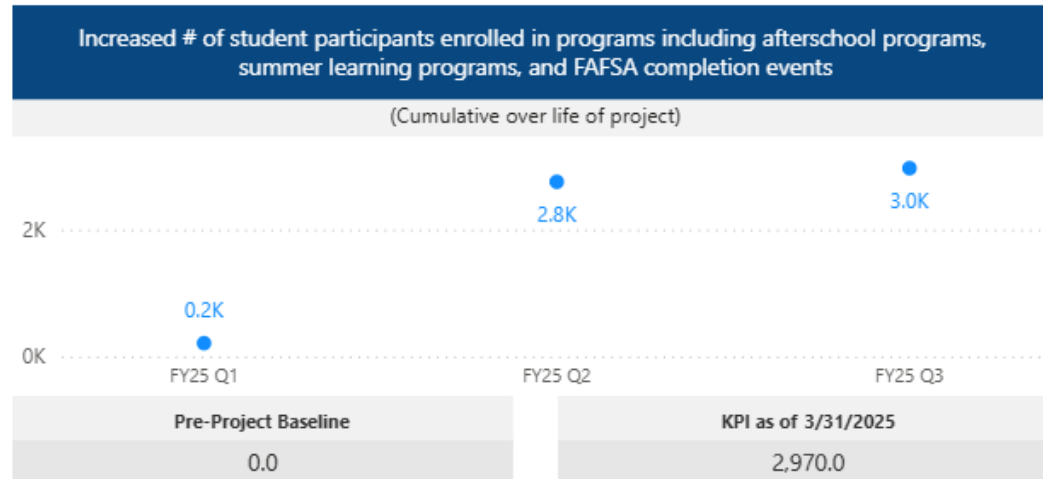 Increased # of student participants enrolled in programs including afterschool programs,
summer learning programs, and FAFSA completion events
(Cumulative over life of project)
2.8K
3.0K
2K
0.2K
0K
FY25 Q1
FY25 Q2
FY25 Q3
Pre-Project Baseline
KPI as of 3/31/2025
0.0
2,970.0